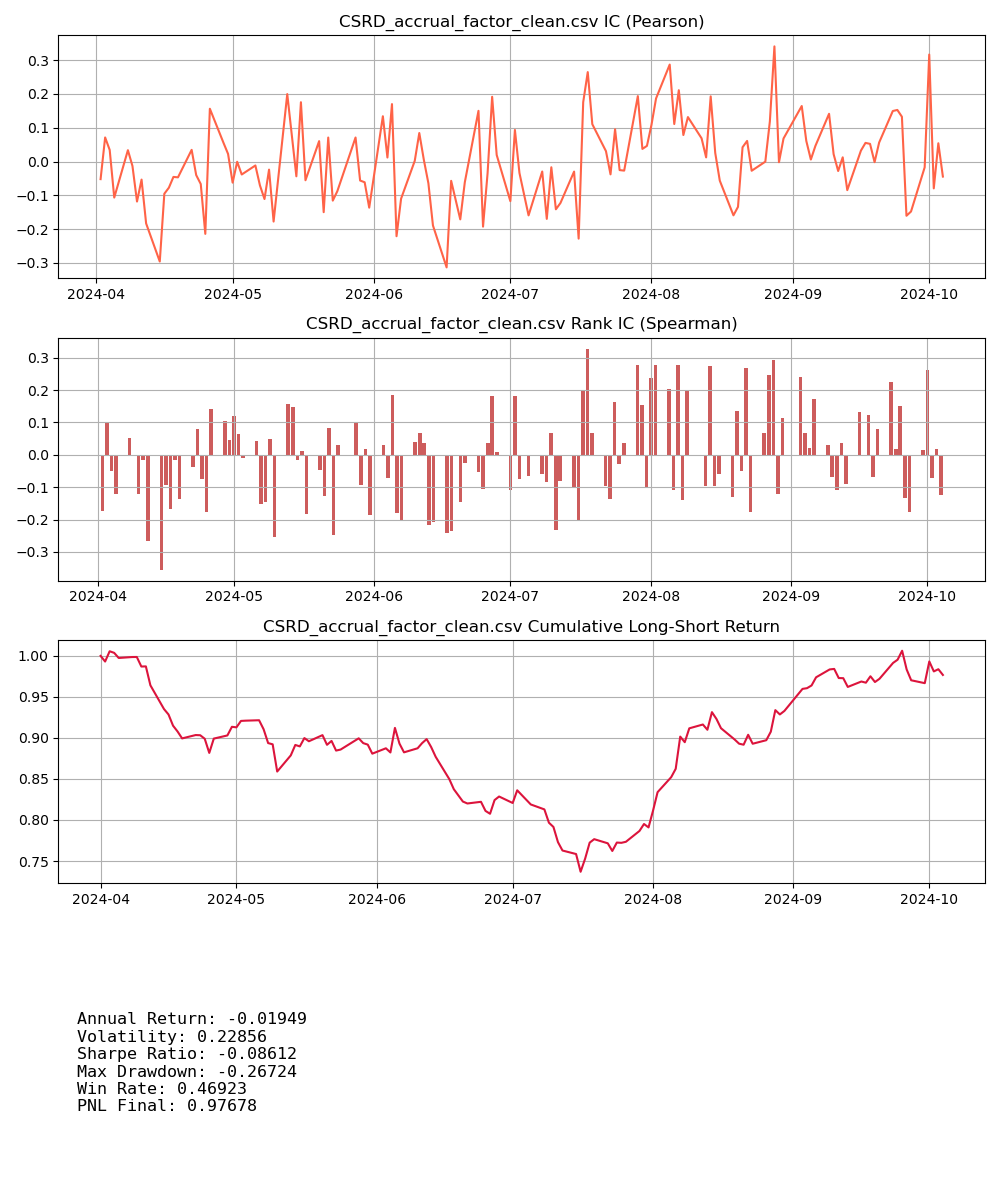 CSRD_accrual_factor_clean.csv IC (Pearson)
0.3
0.2
0.1
0.0
−0.1
−0.2
−0.3
2024-04 2024-05 2024-06 2024-07 2024-08 2024-09 2024-10
CSRD_accrual_factor_clean.csv Rank IC (Spearman)
0.3
0.2
0.1
0.0
−0.1
−0.2
−0.3
2024-04 2024-05 2024-06 2024-07 2024-08 2024-09 2024-10
CSRD_accrual_factor_clean.csv Cumulative Long-Short Return
1.00
0.95
0.90
0.85
0.80
0.75
2024-04 2024-05 2024-06 2024-07 2024-08 2024-09 2024-10
Annual Return: -0.01949
Volatility: 0.22856
Sharpe Ratio: -0.08612
Max Drawdown: -0.26724
Win Rate: 0.46923
PNL Final: 0.97678